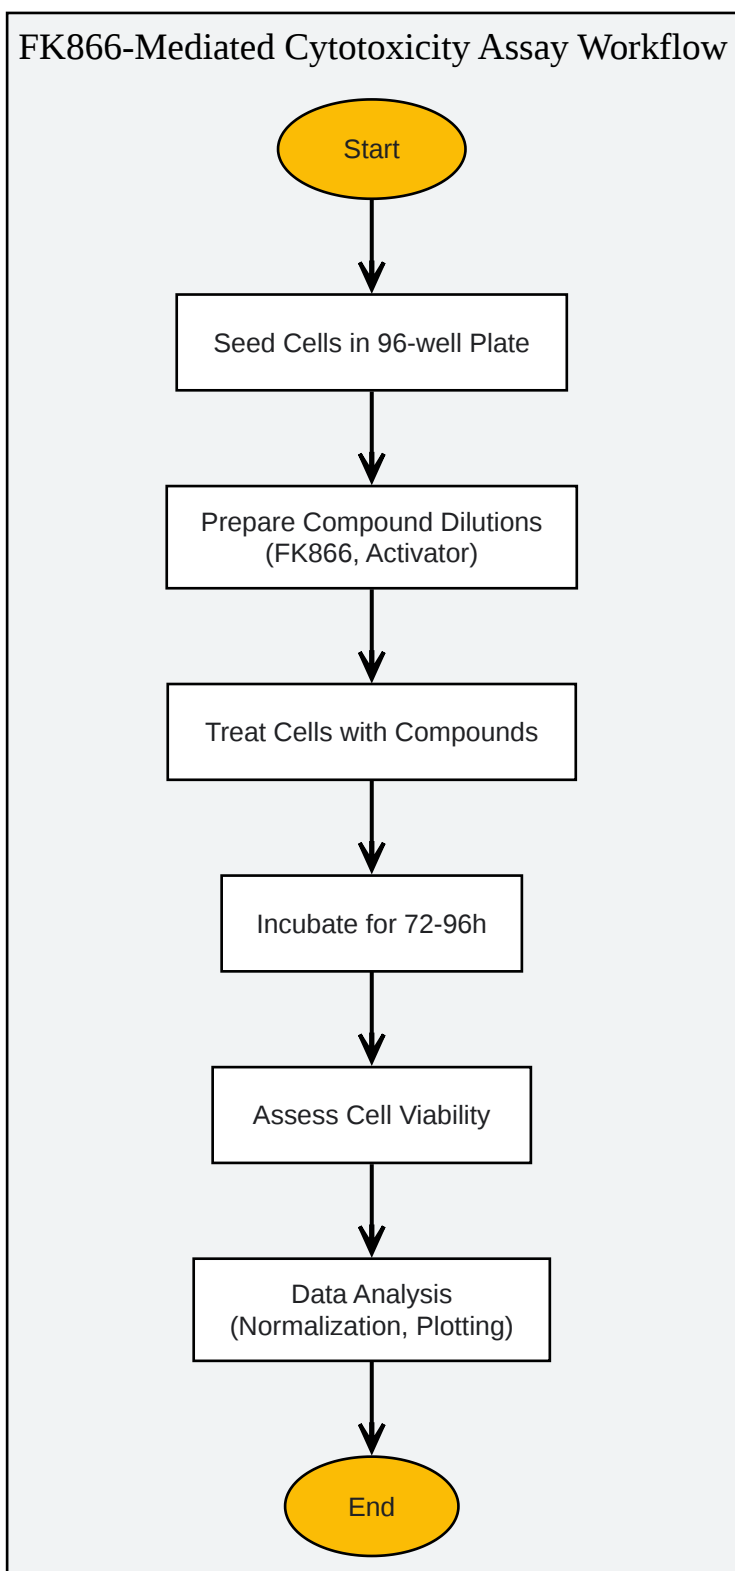 FK866-Mediated Cytotoxicity Assay Workflow
Start
Seed Cells in 96-well Plate
Prepare Compound Dilutions
(FK866, Activator)
Treat Cells with Compounds
Incubate for 72-96h
Assess Cell Viability
Data Analysis
(Normalization, Plotting)
End